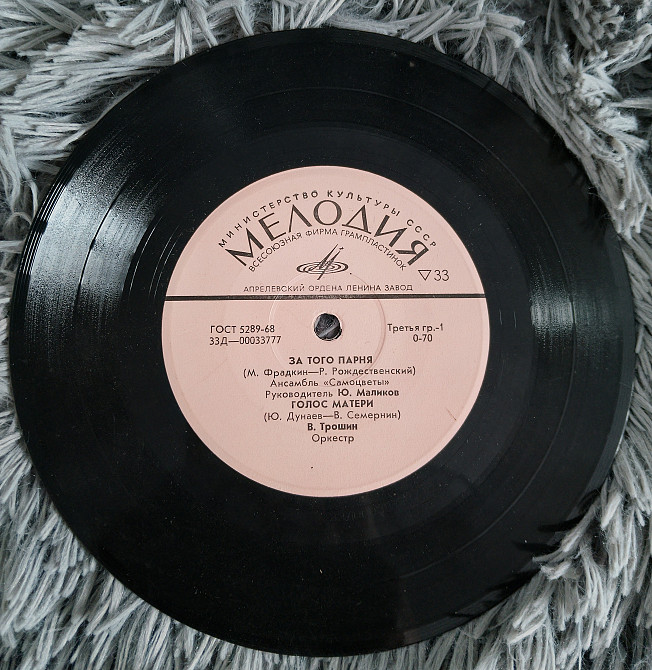 МИНИСТЕРСТВО КУЛЬТУРЫ СССР
МЕЛОДИЯ
ВСЕСОЮЗНАЯ ФИРМА ГРАМПЛАСТИНОК
▽33
АПРЕЛЕВСКИЙ ОРДЕНА ЛЕНИНА ЗАВОД
ГОСТ 5289-68 Третья гр.-1
33Д—00033777 0-70
ЗА ТОГО ПАРНЯ
(М. Фрадкин—Р. Рождественский)
Ансамбль «Самоцветы»
Руководитель Ю. Маликов
ГОЛОС МАТЕРИ
(Ю. Дунаев—В. Семернин)
В. Трошин
Оркестр